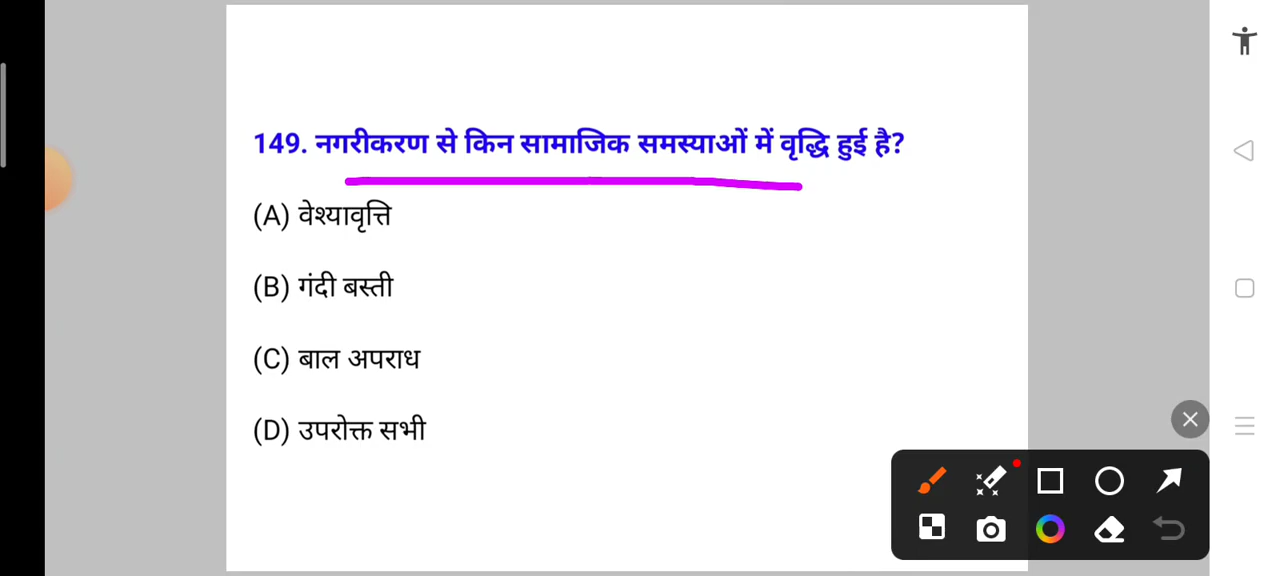 149. नगरीकरण से किन सामाजिक समस्याओं में वृद्धि हुई है?
(A) वेश्यावृत्ति
(B) गंदी बस्ती
(C) बाल अपराध
(D) उपरोक्त सभी